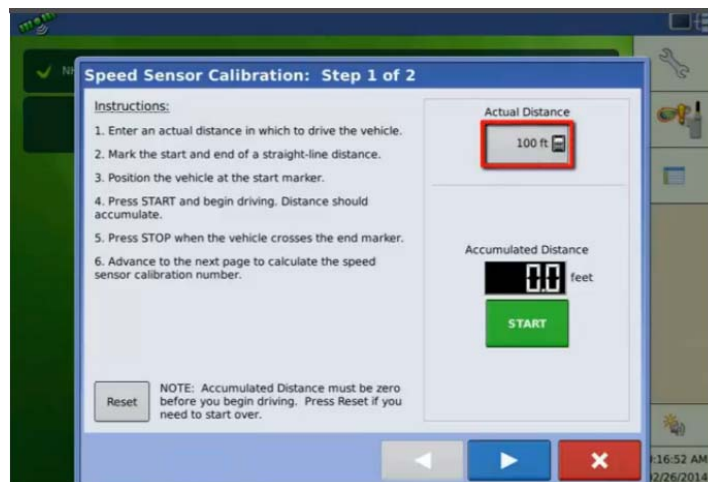 Speed Sensor Calibration: Step 1 of 2
Instructions:
1. Enter an actual distance in which to drive the vehicle.
2. Mark the start and end of a straight-line distance.
3. Position the vehicle at the start marker.
4. Press START and begin driving. Distance should
accumulate.
5. Press STOP when the vehicle crosses the end marker.
6. Advance to the next page to calculate the speed
sensor calibration number.
Reset
NOTE: Accumulated Distance must be zero
before you begin driving. Press Reset if you
need to start over.
Actual Distance
100 ft
Accumulated Distance
0.0 feet
START
:16:52 AM
02/26/2014